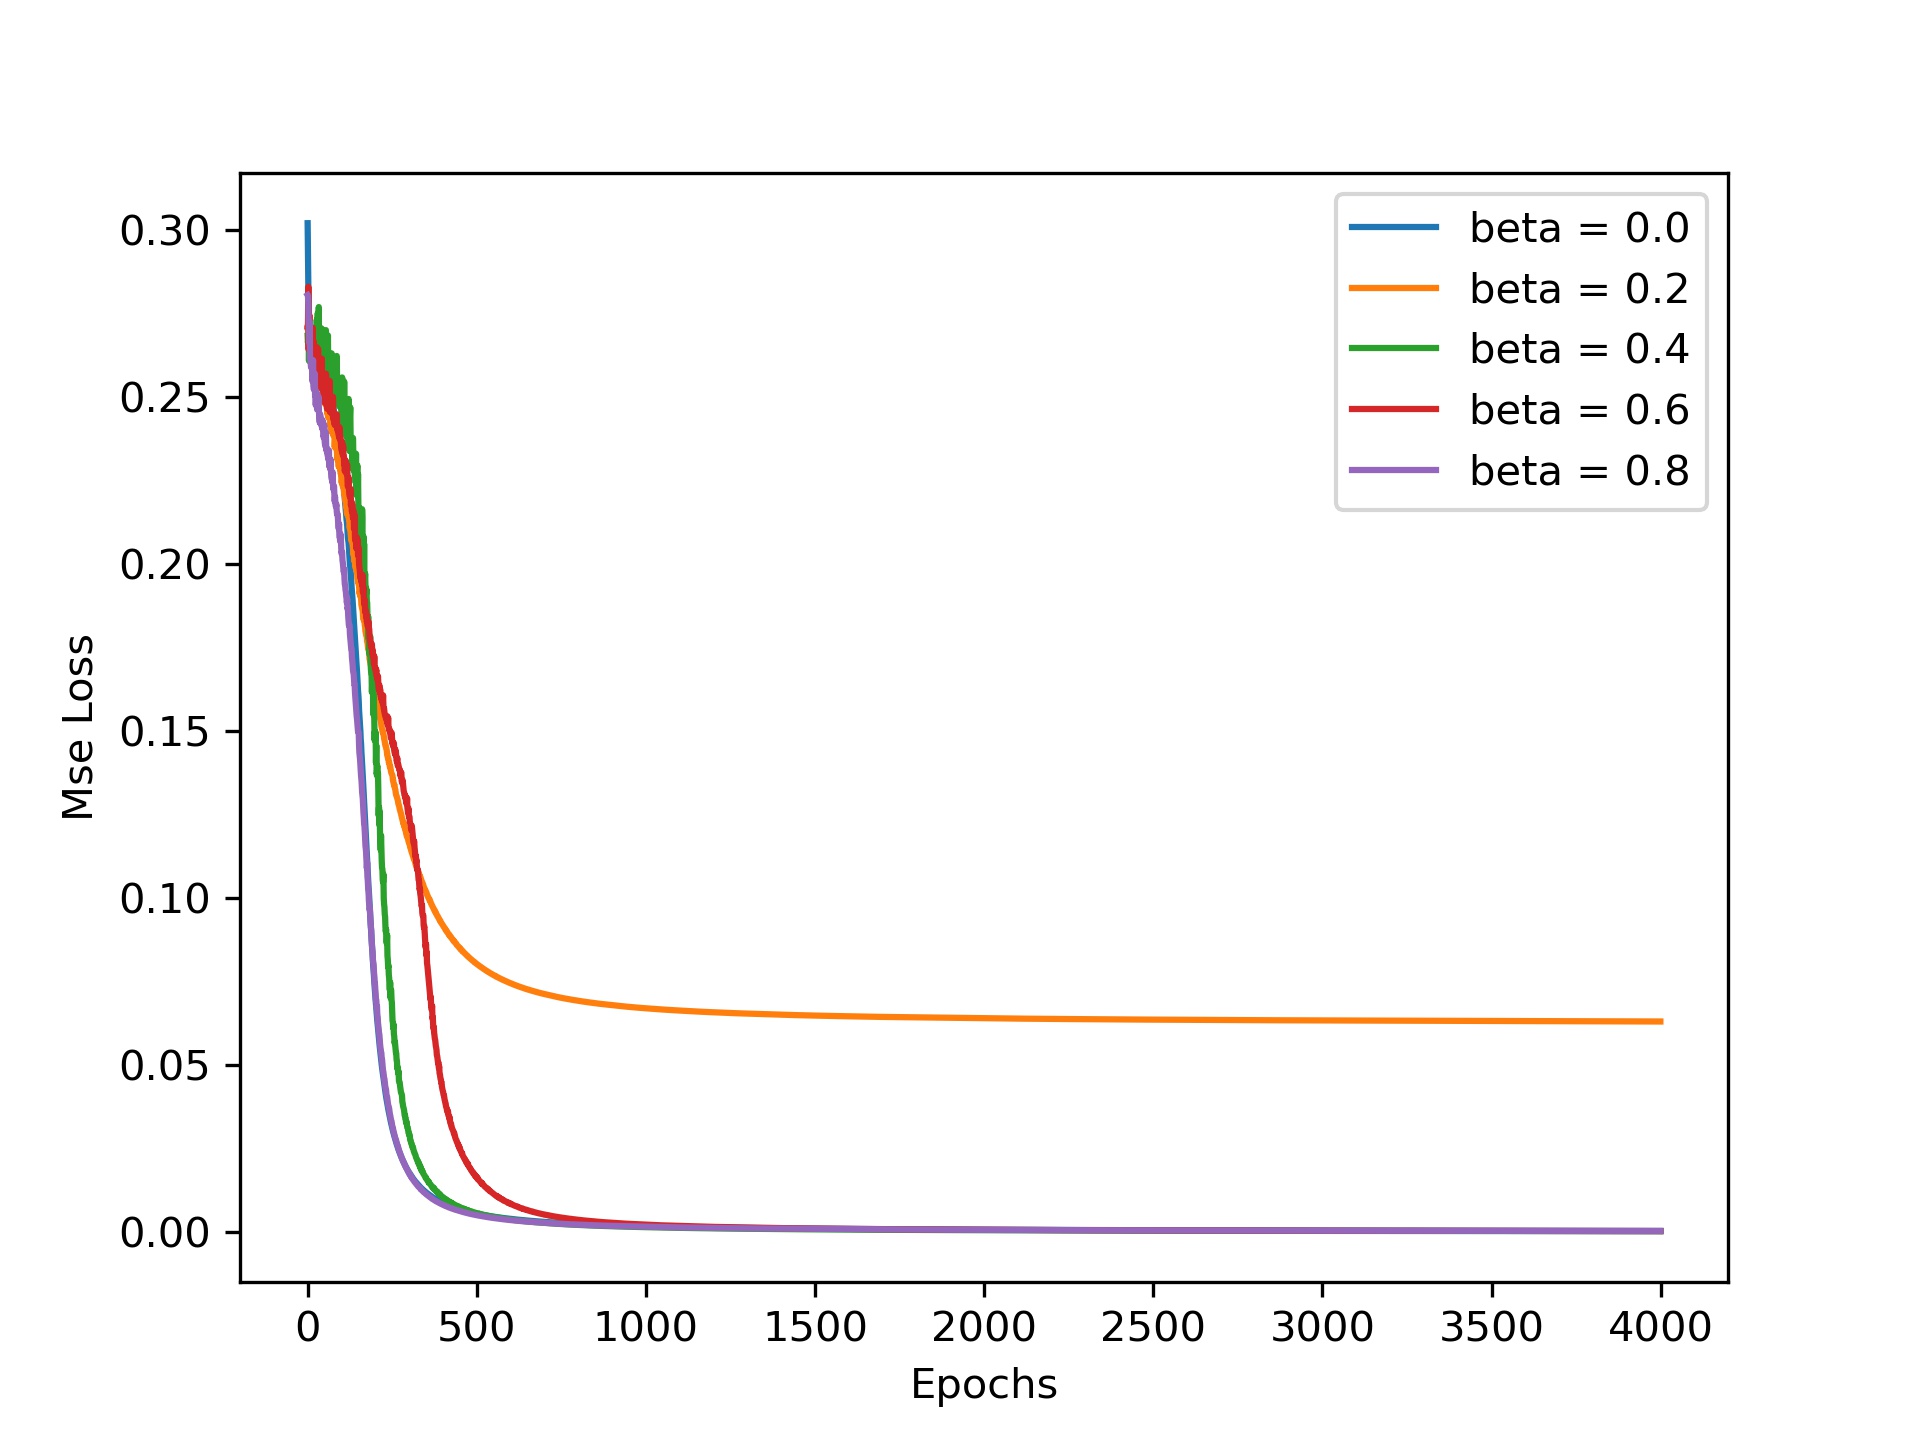 0.30
0.25
0.20
0.15
0.10
0.05
0.00
Mse Loss
beta = 0.0
beta = 0.2
beta = 0.4
beta = 0.6
beta = 0.8
0 500 1000 1500 2000 2500 3000 3500 4000
Epochs